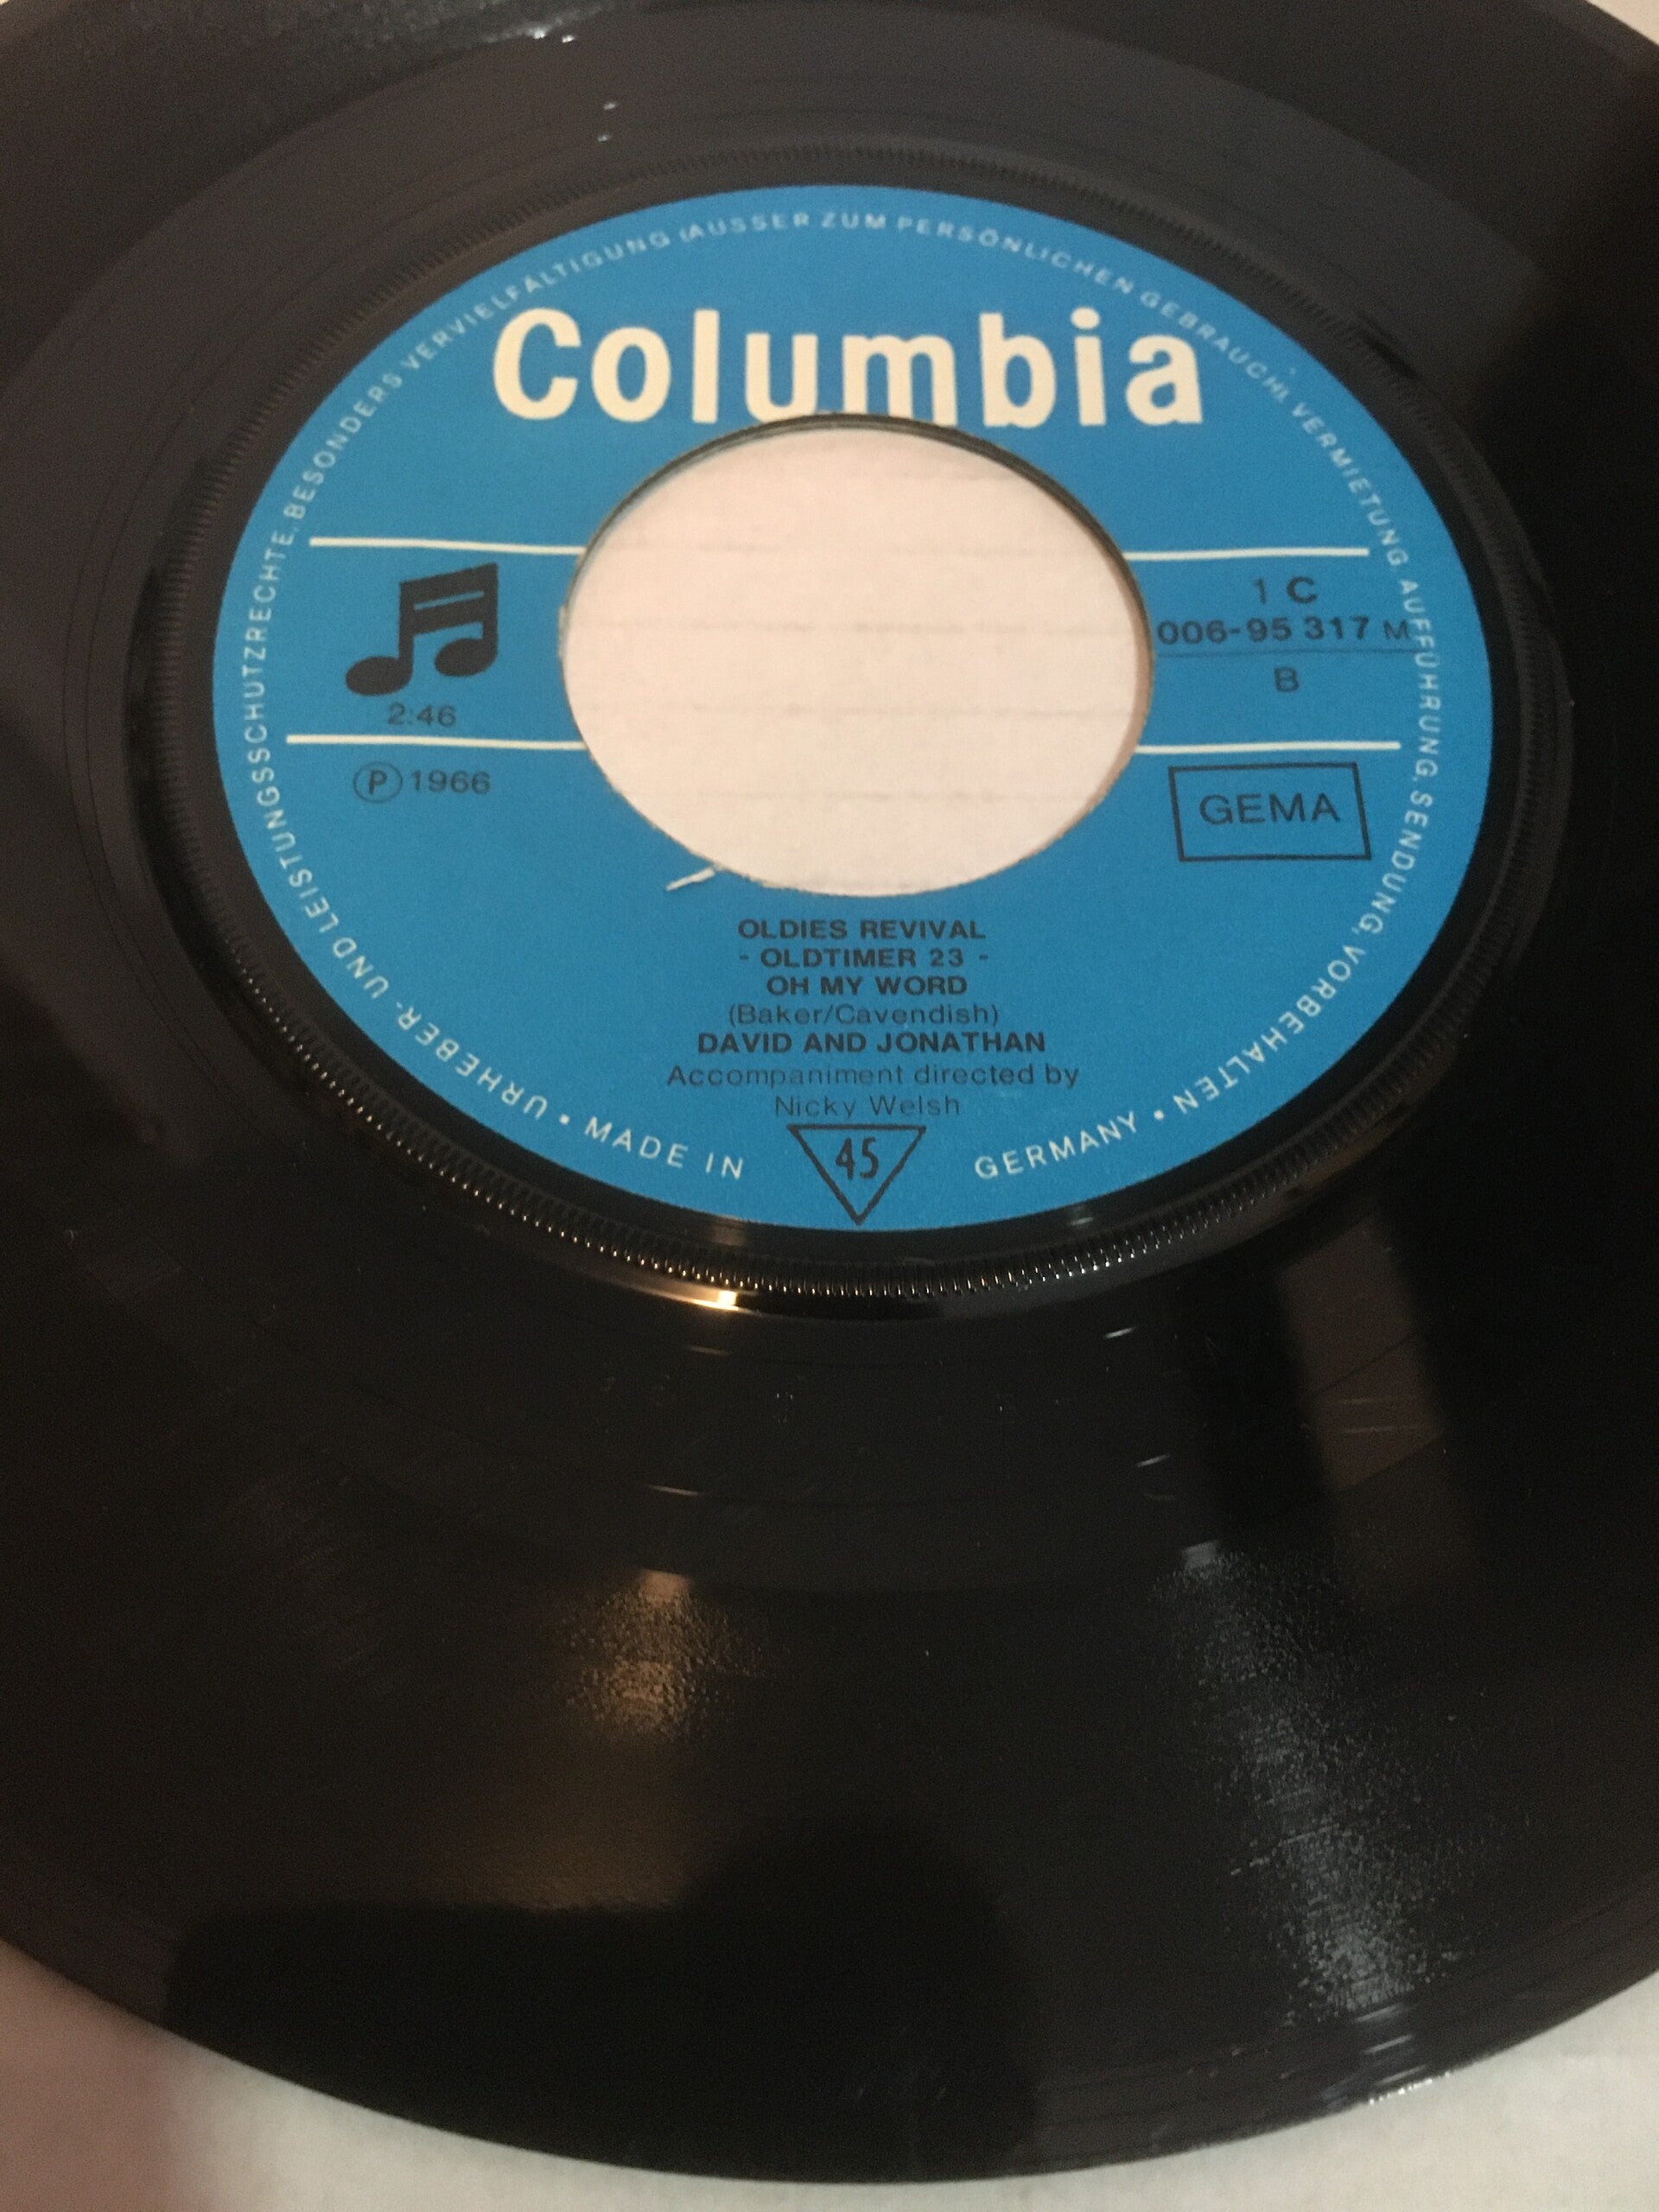 Columbia
1 C
006-95 317 M
B
2:46
Ⓟ 1966
GEMA
OLDIES REVIVAL
- OLDTIMER 23 -
OH MY WORD
(Baker/Cavendish)
DAVID AND JONATHAN
Accompaniment directed by
Nicky Welsh
45
URHEBER- UND LEISTUNGSSCHUTZRECHTE, BESONDERS VERVIELFÄLTIGUNG (AUSSER ZUM PERSÖNLICHEN GEBRAUCH), VERMIETUNG, AUFFÜHRUNG, SENDUNG, VORBEHALTEN •
MADE IN GERMANY •